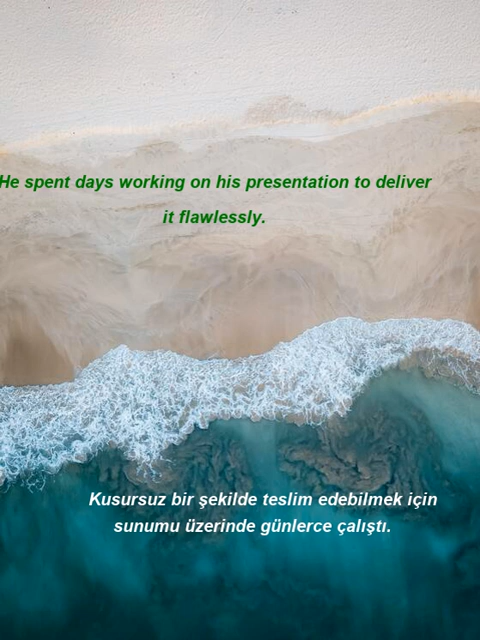 He spent days working on his presentation to deliver
it flawlessly.
Kusursuz bir şekilde teslim edebilmek için
sunumu üzerinde günlerce çalıştı.